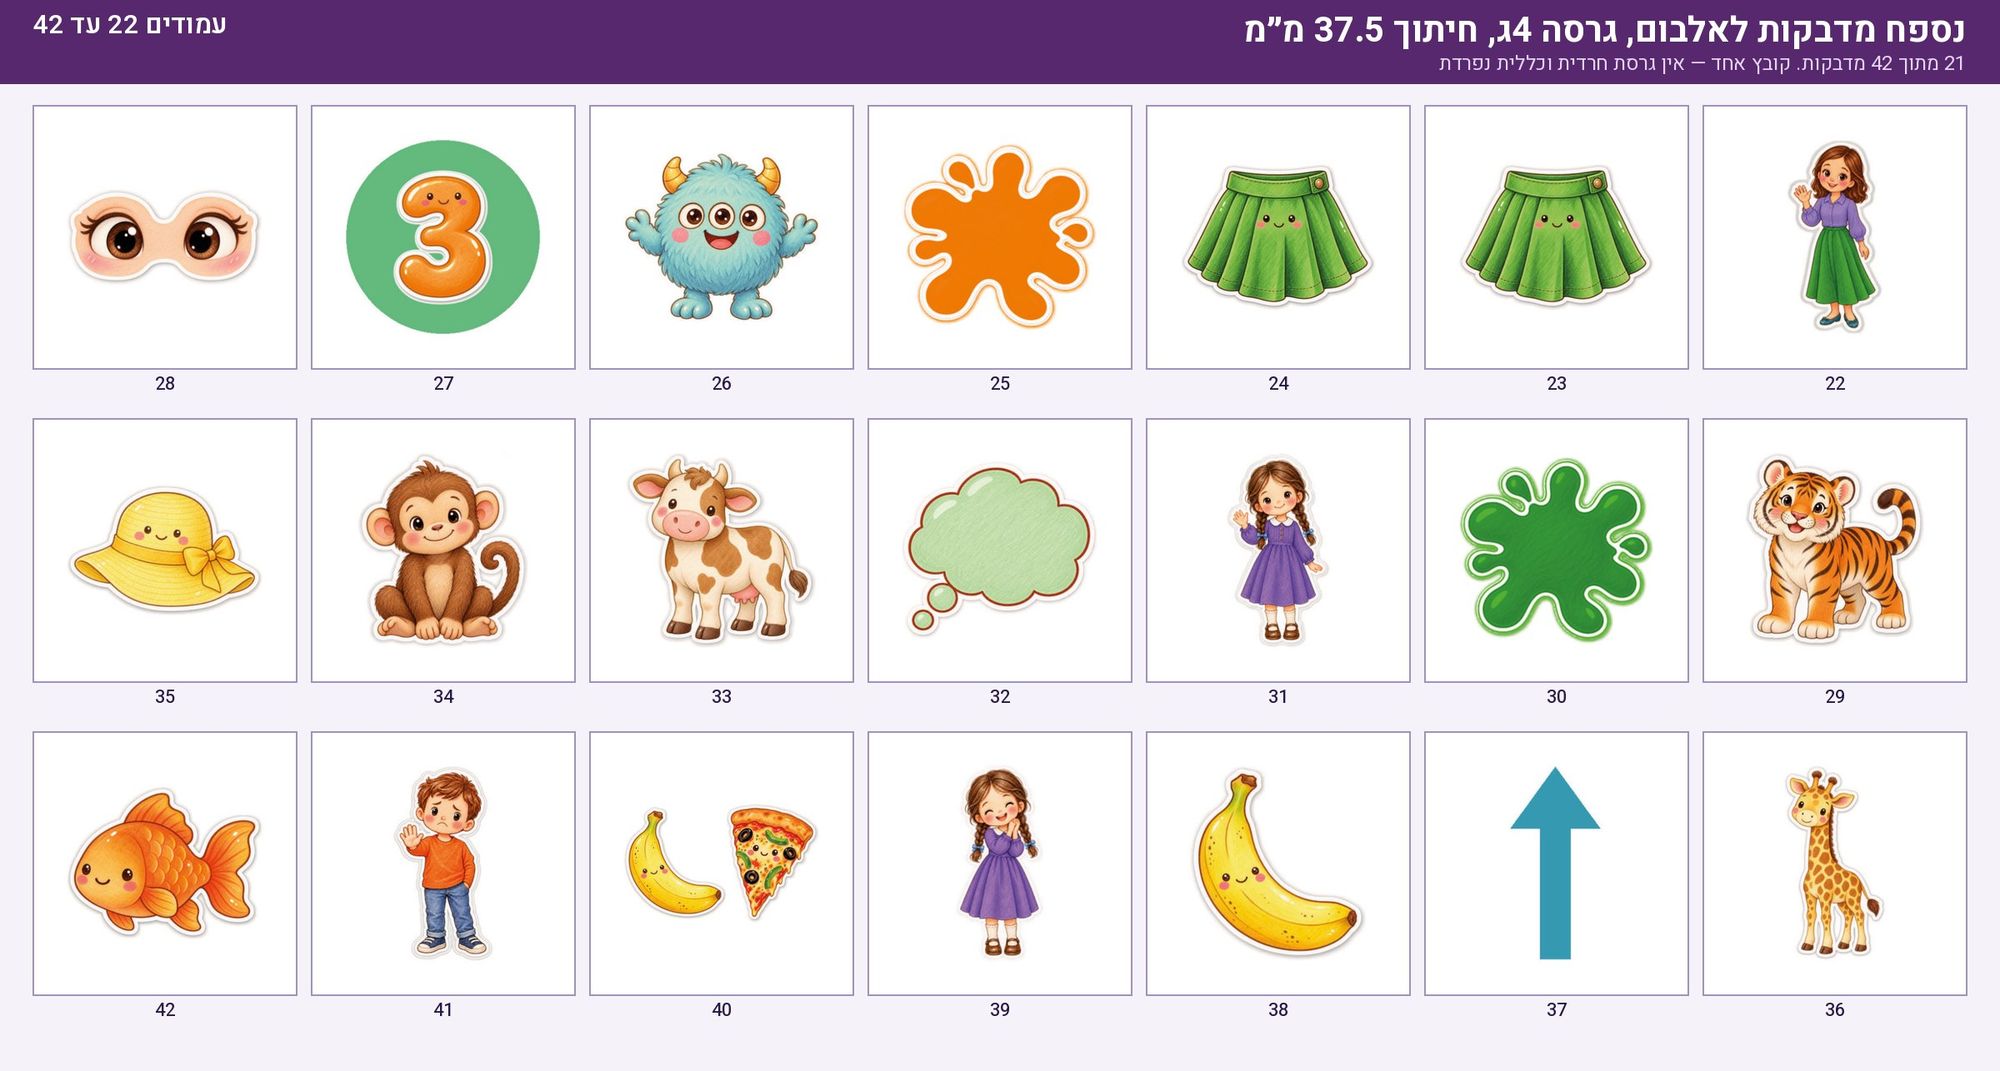 נספח מדבקות לאלבום, גרסה 4ג, חיתוך 37.5 מ״מ
עמודים 22 עד 42
21 מתוך 42 מדבקות. קובץ אחד — אין גרסת חרדית וכללית נפרדת
22 23 24 25 26 27 28
3
29 30 31 32 33 34 35
36 37 38 39 40 41 42